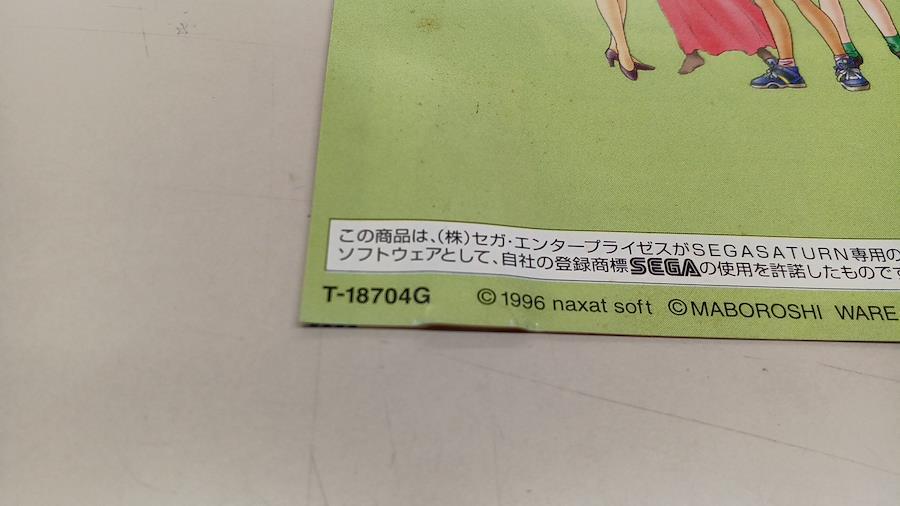 この商品は、(株)セガ・エンタープライゼスがSEGASATURN専用の
ソフトウェアとして、自社の登録商標SEGAの使用を許諾したものです
T-18704G ©1996 naxat soft ©MABOROSHI WARE